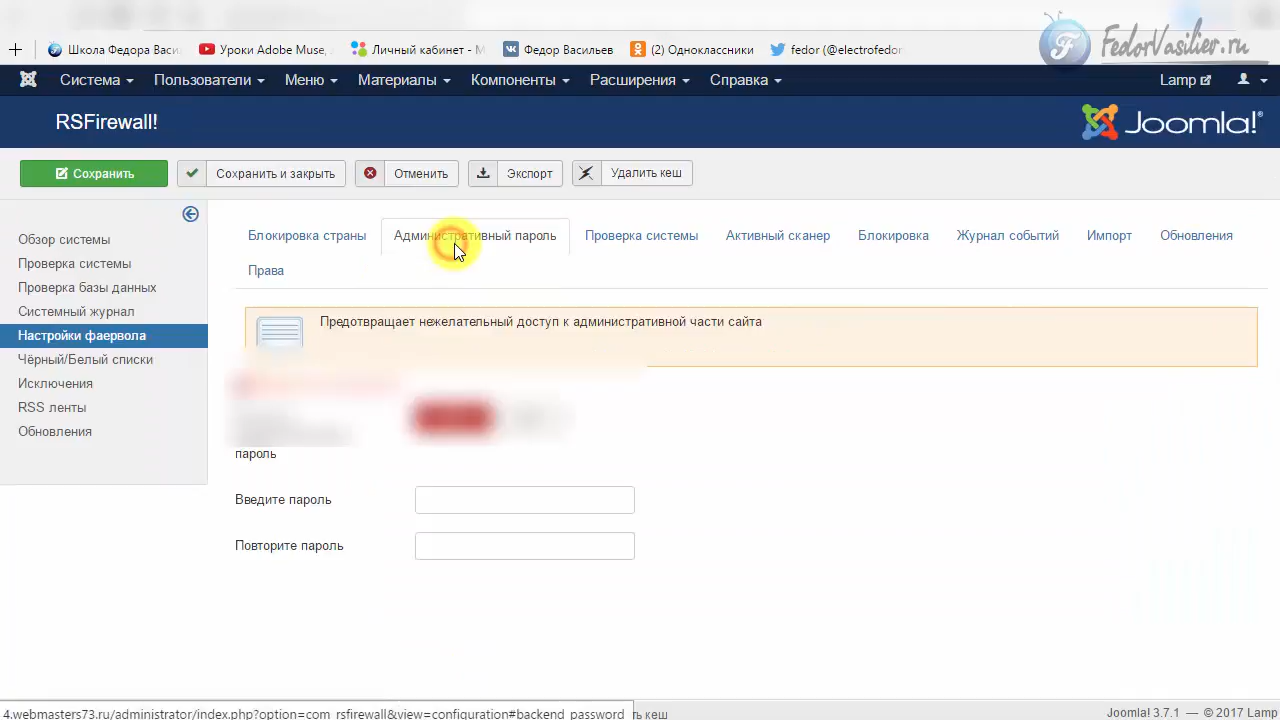 Школа Федора Васил
Уроки Adobe Muse,
Личный кабинет - М
Федор Васильев
(2) Одноклассники
fedor (@electrofedor
FedorVasiliev.ru
Система
Пользователи
Меню
Материалы
Компоненты
Расширения
Справка
Lamp
RSFirewall!
Joomla!®
Сохранить
Сохранить и закрыть
Отменить
Экспорт
Удалить кеш
Обзор системы
Проверка системы
Проверка базы данных
Системный журнал
Настройки фаервола
Чёрный/Белый списки
Исключения
RSS ленты
Обновления
Блокировка страны
Административный пароль
Проверка системы
Активный сканер
Блокировка
Журнал событий
Импорт
Обновления
Права
Предотвращает нежелательный доступ к административной части сайта
пароль
Введите пароль
Повторите пароль
4.webmasters73.ru/administrator/index.php?option=com_rsfirewall&view=configuration#backend_password
ть кеш
Joomla! 3.7.1 — © 2017 Lamp